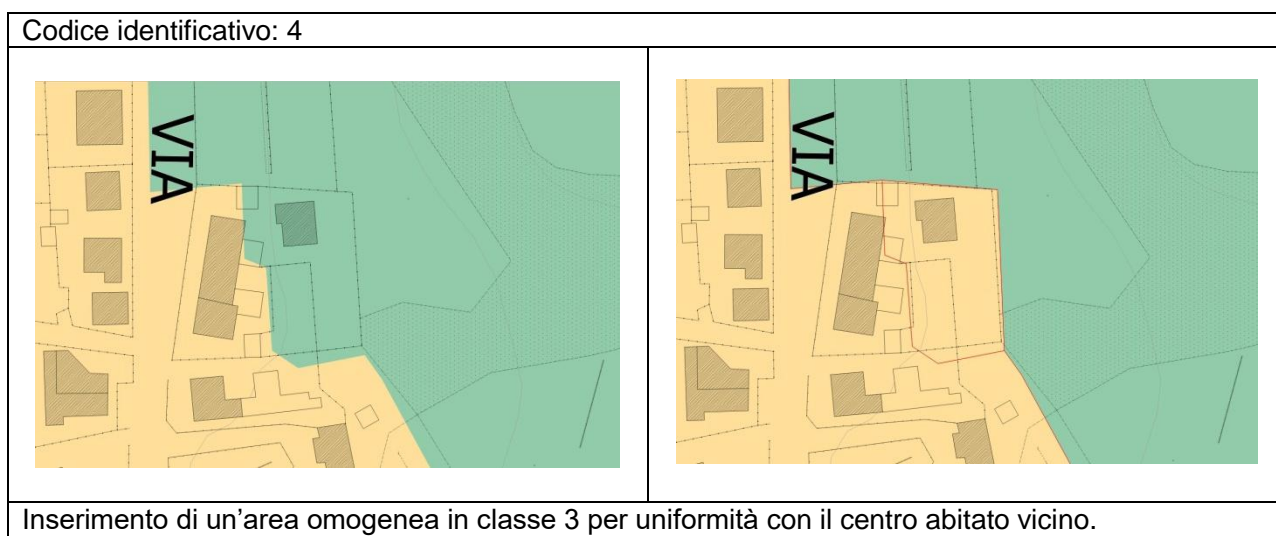 Codice identificativo: 4
VIA
VIA
Inserimento di un'area omogenea in classe 3 per uniformità con il centro abitato vicino.